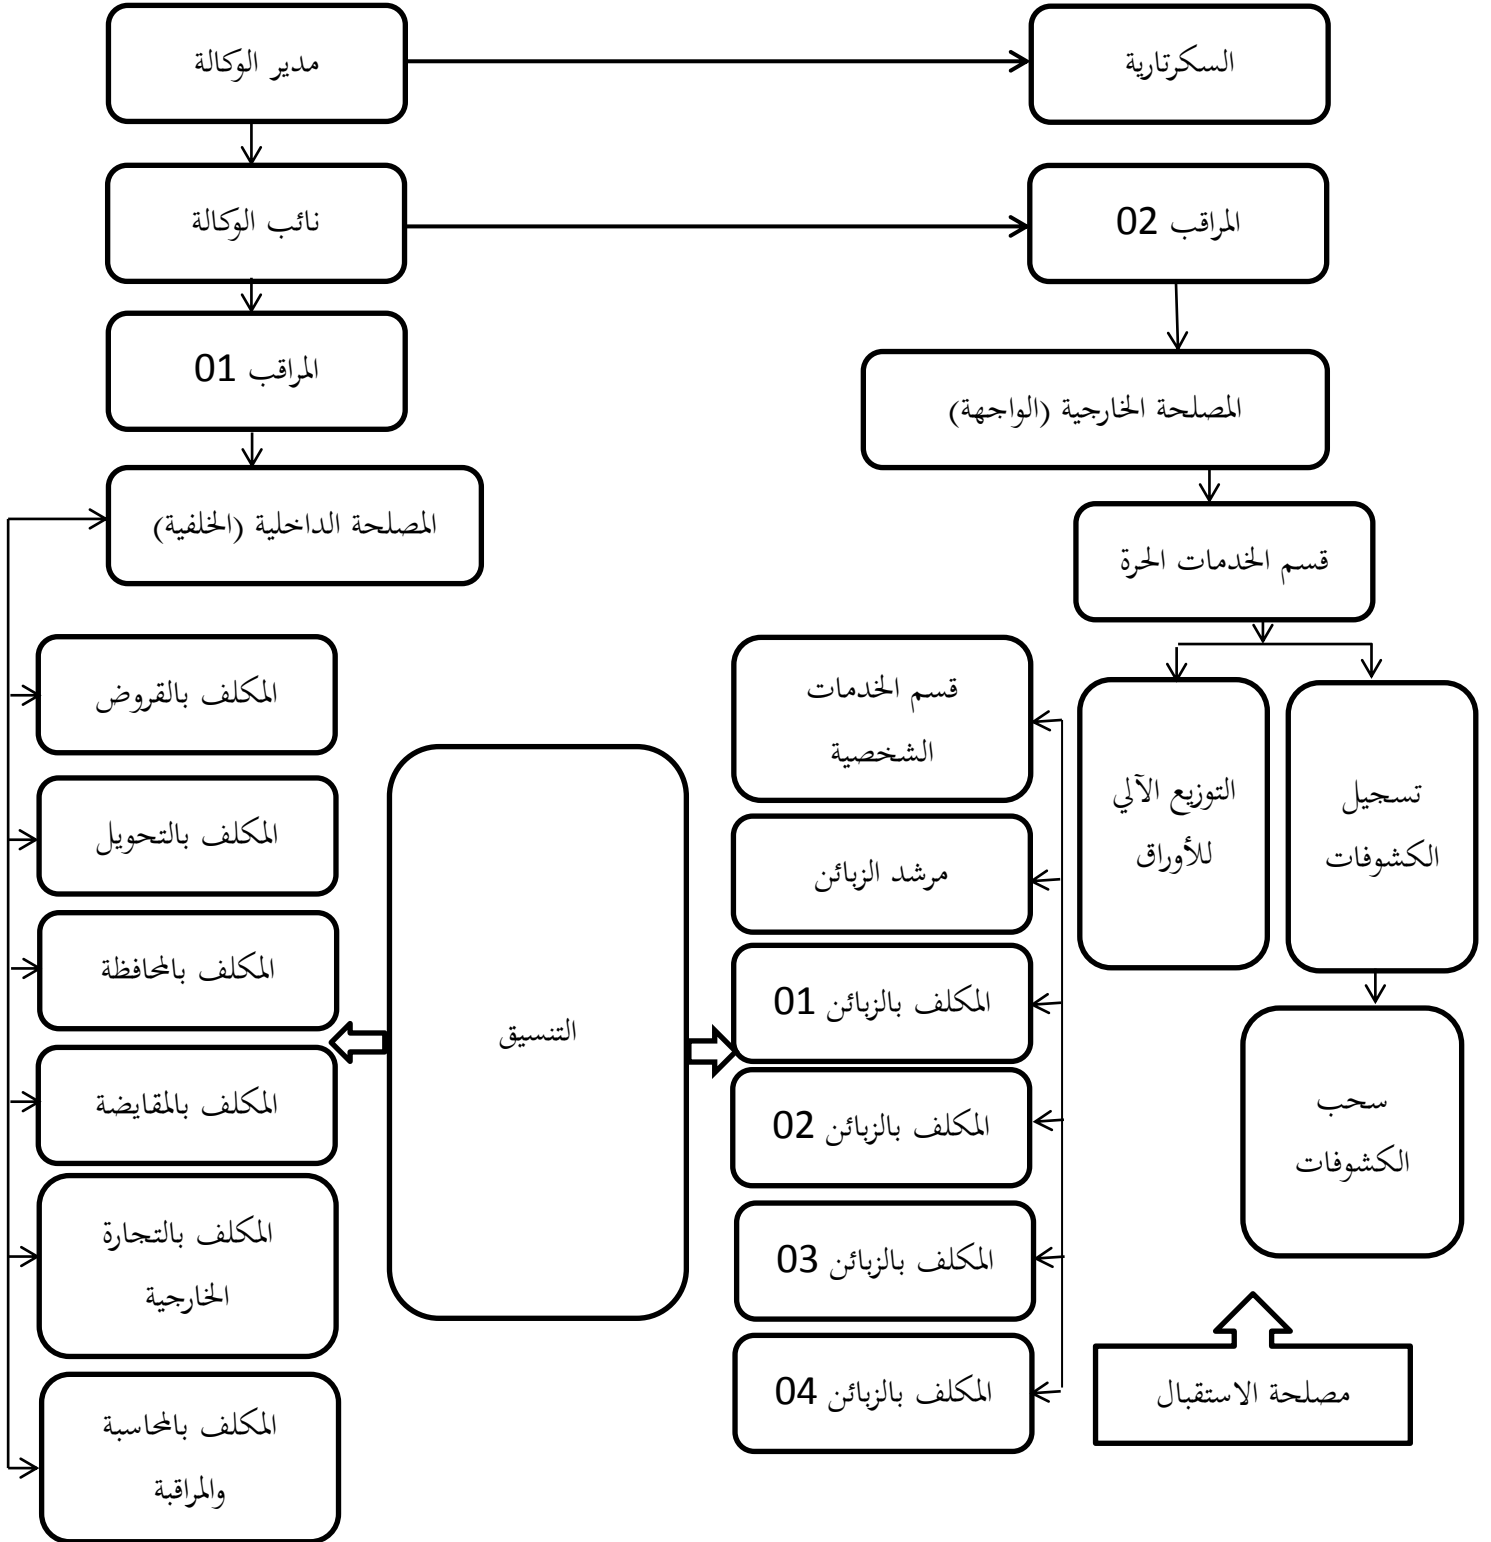 السكرتارية
مدير الوكالة
المراقب 02
نائب الوكالة
المراقب 01
المصلحة الخارجية (الواجهة)
المصلحة الداخلية (الخلفية)
قسم الخدمات الحرة
تسجيل
الكشوفات
التوزيع الآلي
للأوراق
سحب
الكشوفات
مصلحة الاستقبال
قسم الخدمات
الشخصية
مرشد الزبائن
المكلف بالزبائن 01
المكلف بالزبائن 02
المكلف بالزبائن 03
المكلف بالزبائن 04
التنسيق
المكلف بالقروض
المكلف بالتحويل
المكلف بالمحافظة
المكلف بالمقايضة
المكلف بالتجارة
الخارجية
المكلف بالمحاسبة
والمراقبة